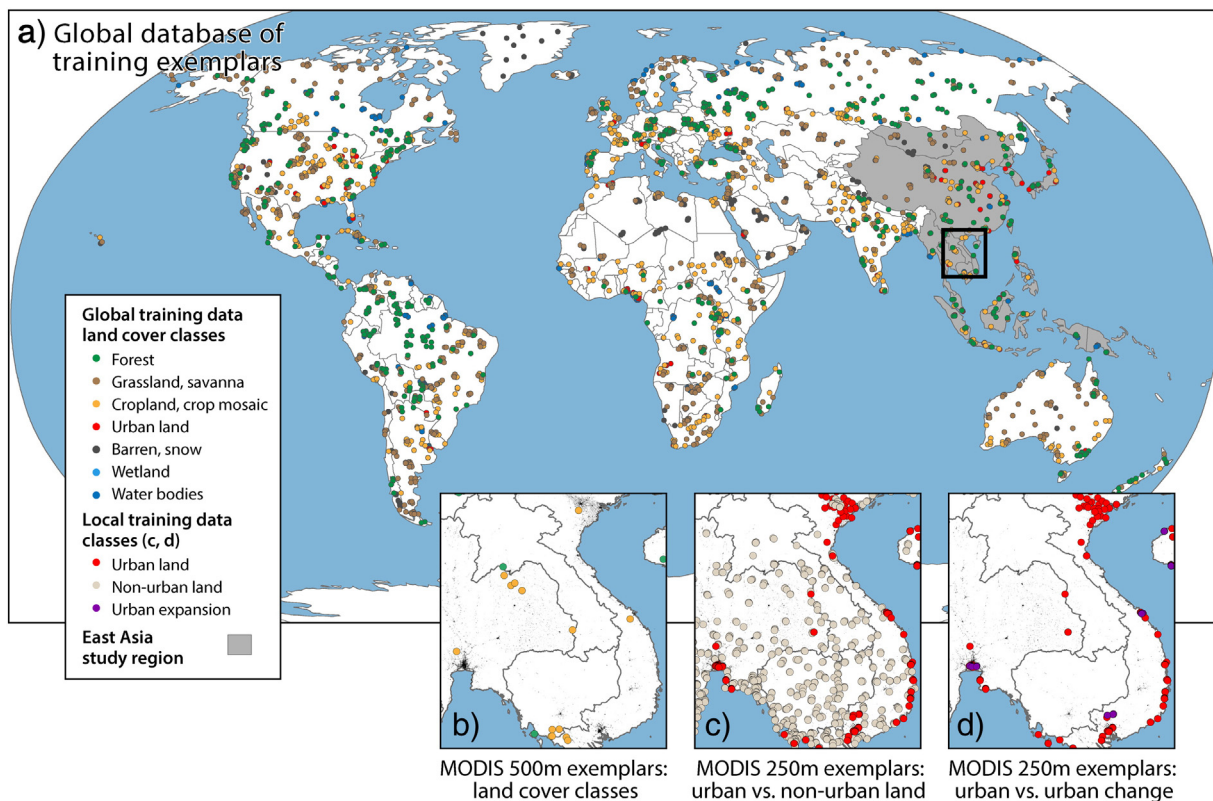 a) Global database of
training exemplars
Global training data
land cover classes
Forest
Grassland, savanna
Cropland, crop mosaic
Urban land
Barren, snow
Wetland
Water bodies
Local training data
classes (c, d)
Urban land
Non-urban land
Urban expansion
East Asia
study region
b)
c)
d)
MODIS 500m exemplars:
land cover classes
MODIS 250m exemplars:
urban vs. non-urban land
MODIS 250m exemplars:
urban vs. urban change